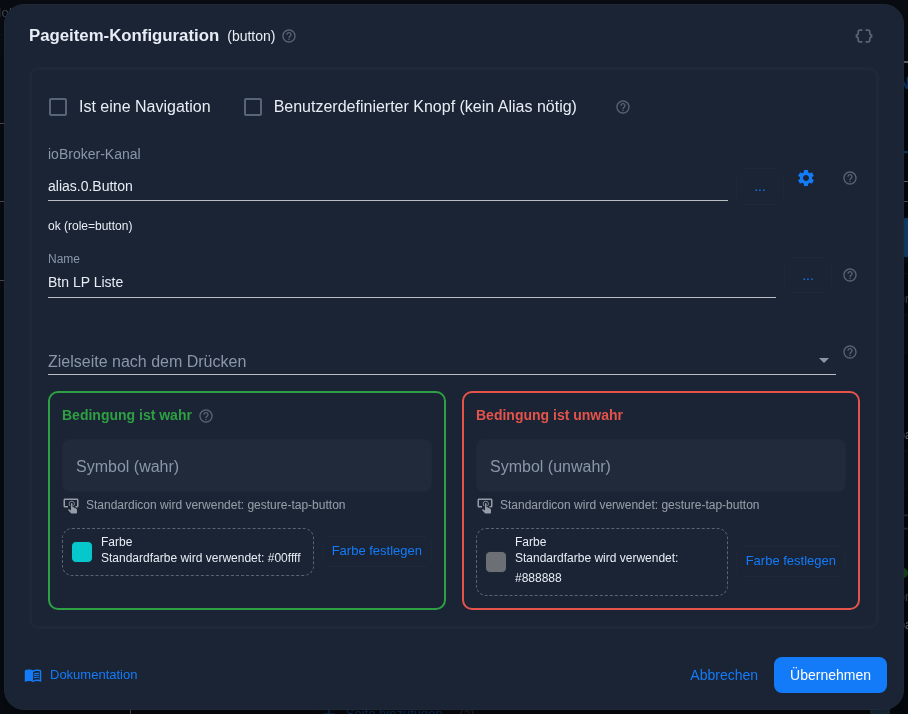 Pageitem-Konfiguration (button)
Ist eine Navigation
Benutzerdefinierter Knopf (kein Alias nötig)
ioBroker-Kanal
alias.0.Button
...
ok (role=button)
Name
Btn LP Liste
...
Zielseite nach dem Drücken
Bedingung ist wahr
Symbol (wahr)
Standardicon wird verwendet: gesture-tap-button
Farbe
Standardfarbe wird verwendet: #00ffff
Farbe festlegen
Bedingung ist unwahr
Symbol (unwahr)
Standardicon wird verwendet: gesture-tap-button
Farbe
Standardfarbe wird verwendet:
#888888
Farbe festlegen
Dokumentation
Abbrechen
Übernehmen
Seite hinzufügen